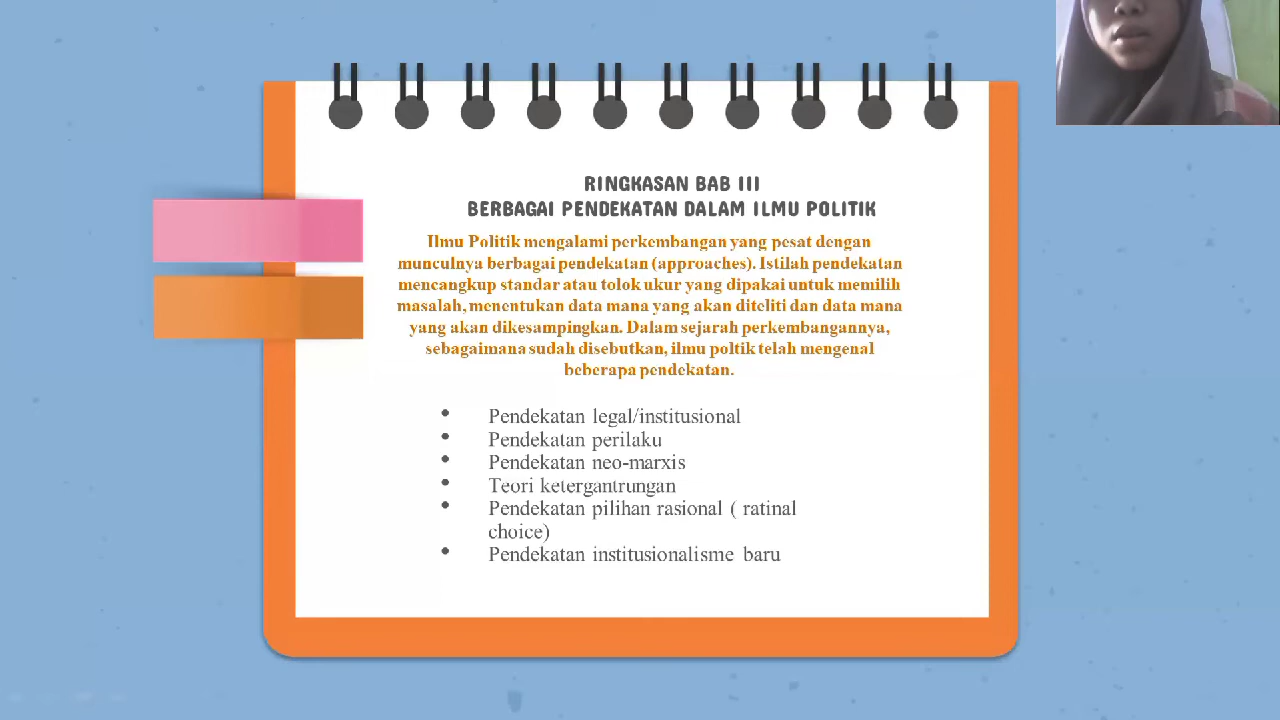 RINGKASAN BAB III
BERBAGAI PENDEKATAN DALAM ILMU POLITIK
Ilmu Politik mengalami perkembangan yang pesat dengan
munculnya berbagai pendekatan (approaches). Istilah pendekatan
mencangkup standar atau tolok ukur yang dipakai untuk memilih
masalah, menentukan data mana yang akan diteliti dan data mana
yang akan dikesampingkan. Dalam sejarah perkembangannya,
sebagaimana sudah disebutkan, ilmu poltik telah mengenal
beberapa pendekatan.
• Pendekatan legal/institusional
• Pendekatan perilaku
• Pendekatan neo-marxis
• Teori ketergantrungan
• Pendekatan pilihan rasional ( ratinal
choice)
• Pendekatan institusionalisme baru